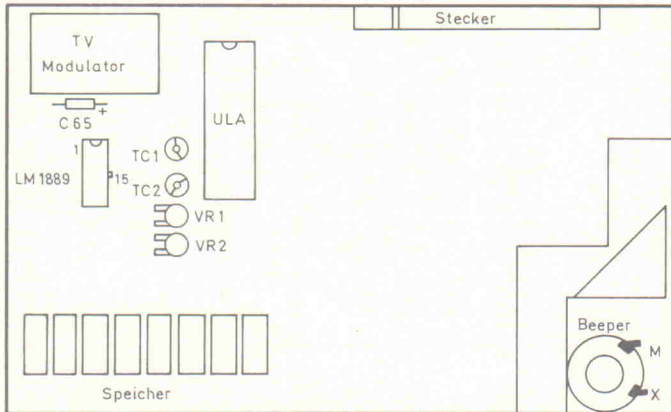 Stecker
TV
Modulator
ULA
C65
+
1
TC1
LM1889
15
TC2
VR1
VR2
Beeper
M
X
Speicher